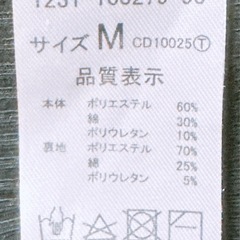 サイズ M CD10025Ⓣ
品質表示
本体 ポリエステル 60%
綿 30%
ポリウレタン 10%
裏地 ポリエステル 70%
綿 25%
ポリウレタン 5%